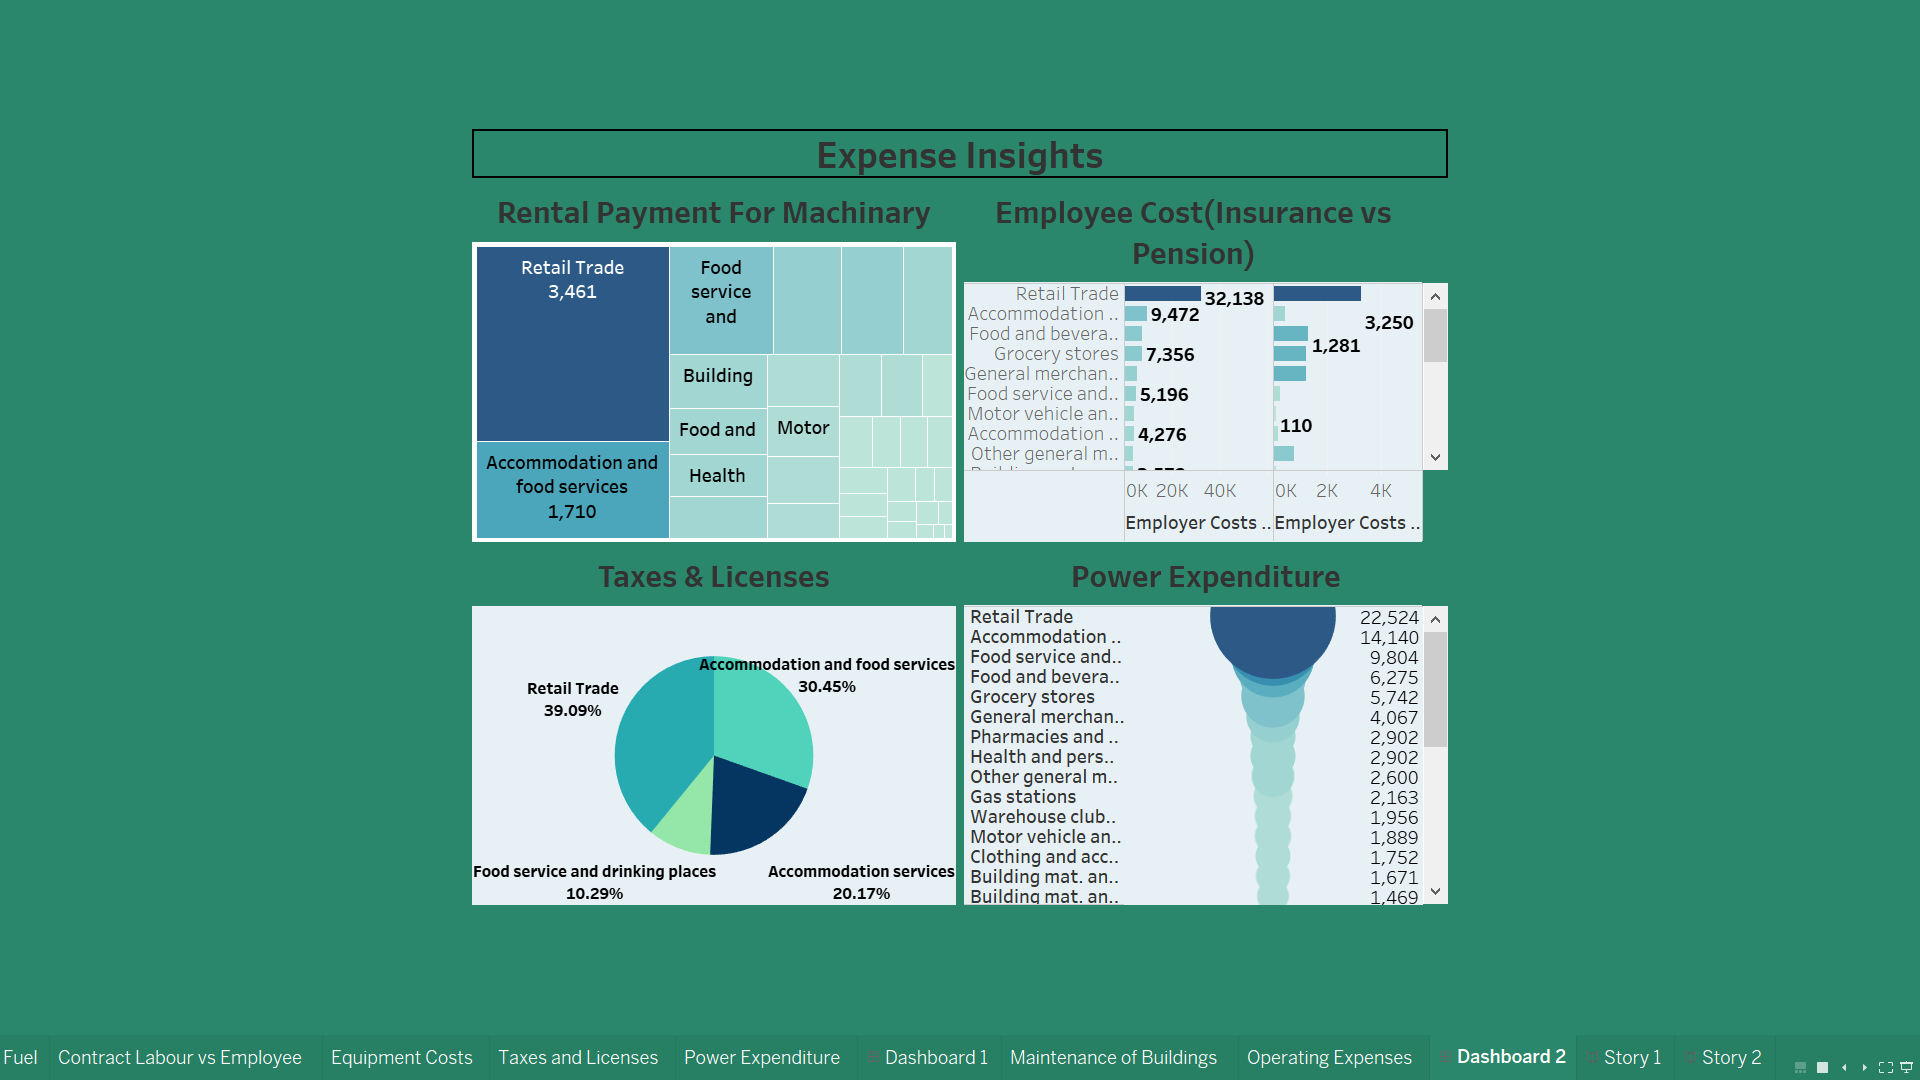 Expense Insights
Rental Payment For Machinary
Retail Trade
3,461
Accommodation and
food services
1,710
Food
service
and
Building
Food and
Health
Motor
Employee Cost(Insurance vs
Pension)
Retail Trade
Accommodation ..
Food and bevera..
Grocery stores
General merchan..
Food service and..
Motor vehicle an..
Accommodation ..
Other general m..
32,138
9,472
7,356
5,196
4,276
3,250
1,281
110
0K 20K 40K
0K 2K 4K
Employer Costs .. Employer Costs ..
Taxes & Licenses
Accommodation and food services
30.45%
Retail Trade
39.09%
Food service and drinking places
10.29%
Accommodation services
20.17%
Power Expenditure
Retail Trade 22,524
Accommodation .. 14,140
Food service and.. 9,804
Food and bevera.. 6,275
Grocery stores 5,742
General merchan.. 4,067
Pharmacies and .. 2,902
Health and pers.. 2,902
Other general m.. 2,600
Gas stations 2,163
Warehouse club.. 1,956
Motor vehicle an.. 1,889
Clothing and acc.. 1,752
Building mat. an.. 1,671
Building mat. an.. 1,469
Fuel Contract Labour vs Employee Equipment Costs Taxes and Licenses Power Expenditure Dashboard 1 Maintenance of Buildings Operating Expenses Dashboard 2 Story 1 Story 2